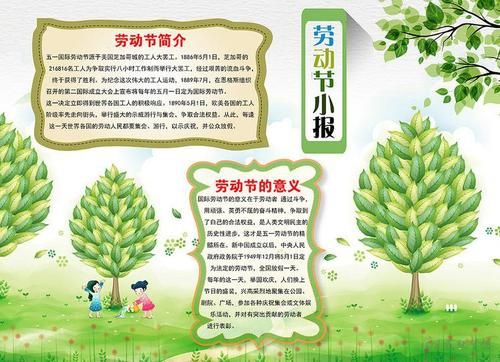 劳动节小报
劳动节简介
五一国际劳动节源于美国芝加哥城的工人大罢工。1886年5月1日，芝加哥的
216816名工人为争取实行八小时工作制而举行大罢工，经过艰苦的流血斗争，
终于获得了胜利。为纪念这次伟大的工人运动，1889年7月，在恩格斯组织
召开的第二国际成立大会上宣布将每年的五月一日定为国际劳动节。
这一决定立即得到世界各国工人的积极响应。1890年5月1日，欧美各国的工人
阶级率先走向街头，举行盛大的示威游行与集会，争取合法权益。从此，每逢
这一天世界各国的劳动人民都要集会、游行，以示庆祝，并公众放假。
劳动节的意义
国际劳动节的意义在于劳动者 通过斗争，
用顽强、英勇不屈的奋斗精神，争取到
了自己的合法权益，是人类文明民主的
历史性进步，这才是五一劳动节的精
髓所在。新中国成立以后，中央人民
政府政务院于1949年12月将5月1日定
为法定的劳动节，全国放假一天。
每年的这一天，举国欢庆，人们换上
节日的盛装，兴高采烈地聚集在公园、
剧院、广场，参加各种庆祝集会或文体娱
乐活动，并对有突出贡献的劳动者
进行表彰。